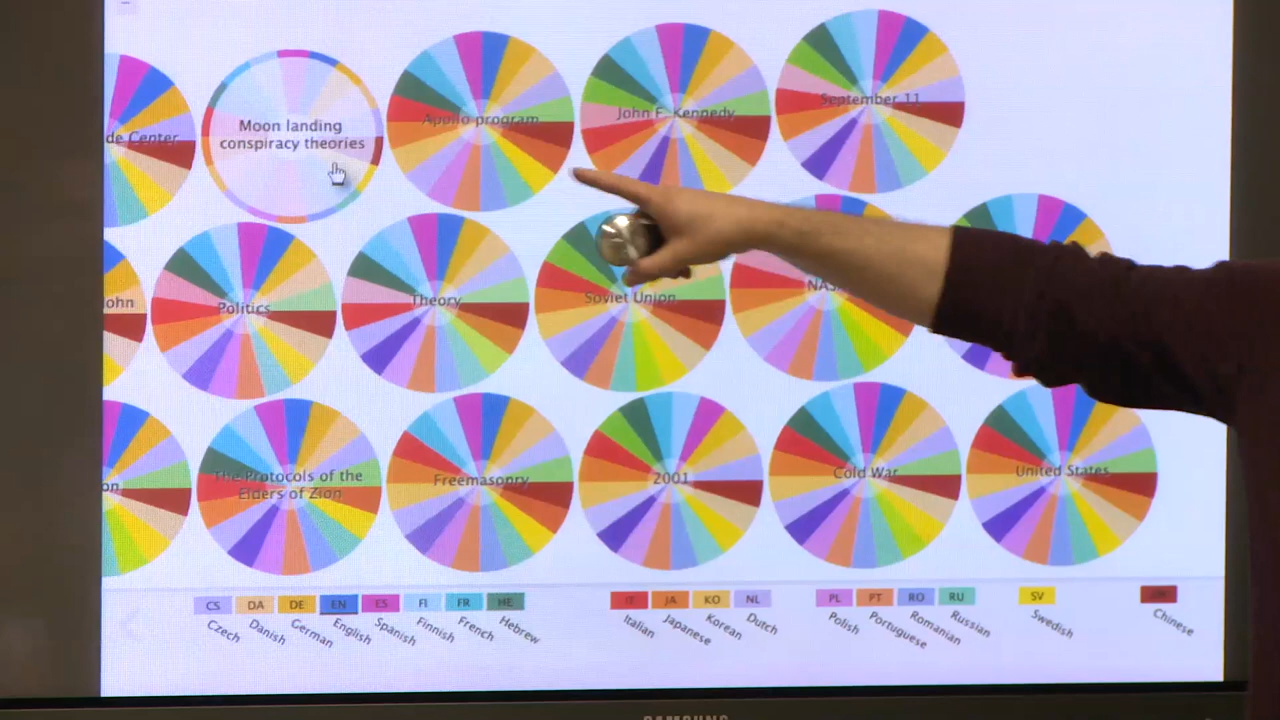 de Center
Moon landing
conspiracy theories
Apollo program
John F. Kennedy
September 11
ohn
Politics
Theory
Soviet Union
NAS
on
The Protocols of the
Elders of Zion
Freemasonry
2001
Cold War
United States
CS
DA
DE
EN
ES
FI
FR
HE
IT
JA
KO
NL
PL
PT
RO
RU
SV
Czech
Danish
German
English
Spanish
Finnish
French
Hebrew
Italian
Japanese
Korean
Dutch
Polish
Portuguese
Romanian
Russian
Swedish
Chinese
SAMSUNG